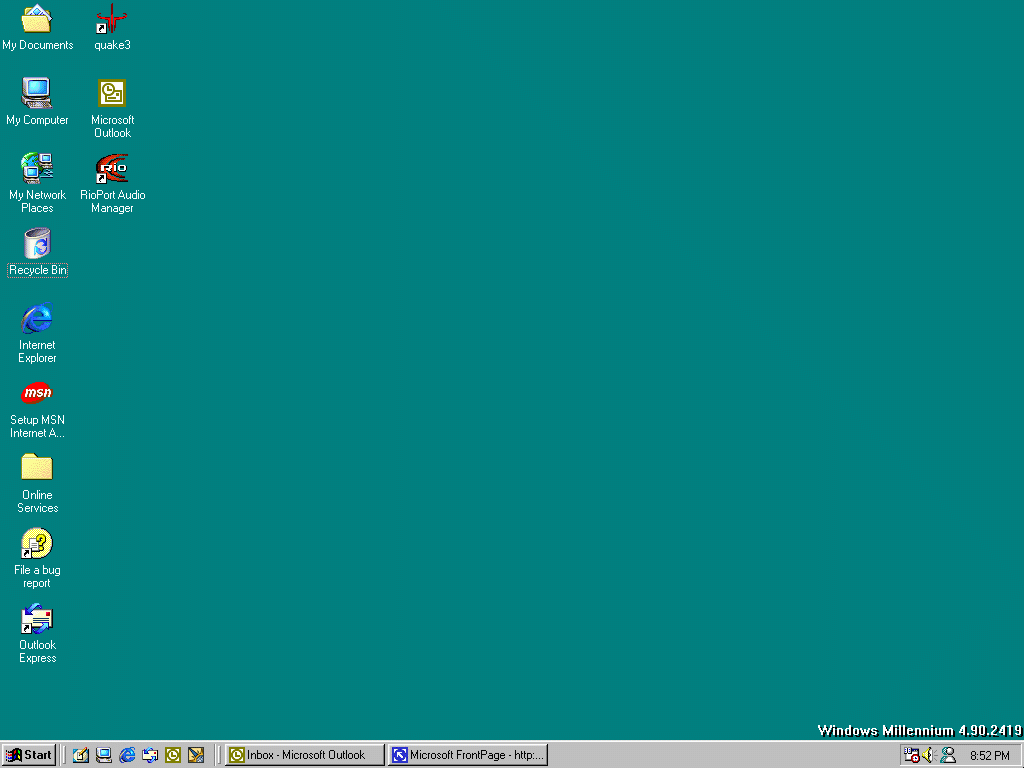 My Documents
quake3
My Computer
Microsoft
Outlook
My Network
Places
Rio
RioPort Audio
Manager
Recycle Bin
Internet
Explorer
msn
Setup MSN
Internet A...
Online
Services
File a bug
report
Outlook
Express
Windows Millennium 4.90.2419
Start
Inbox - Microsoft Outlook
Microsoft FrontPage - http:...
8:52 PM